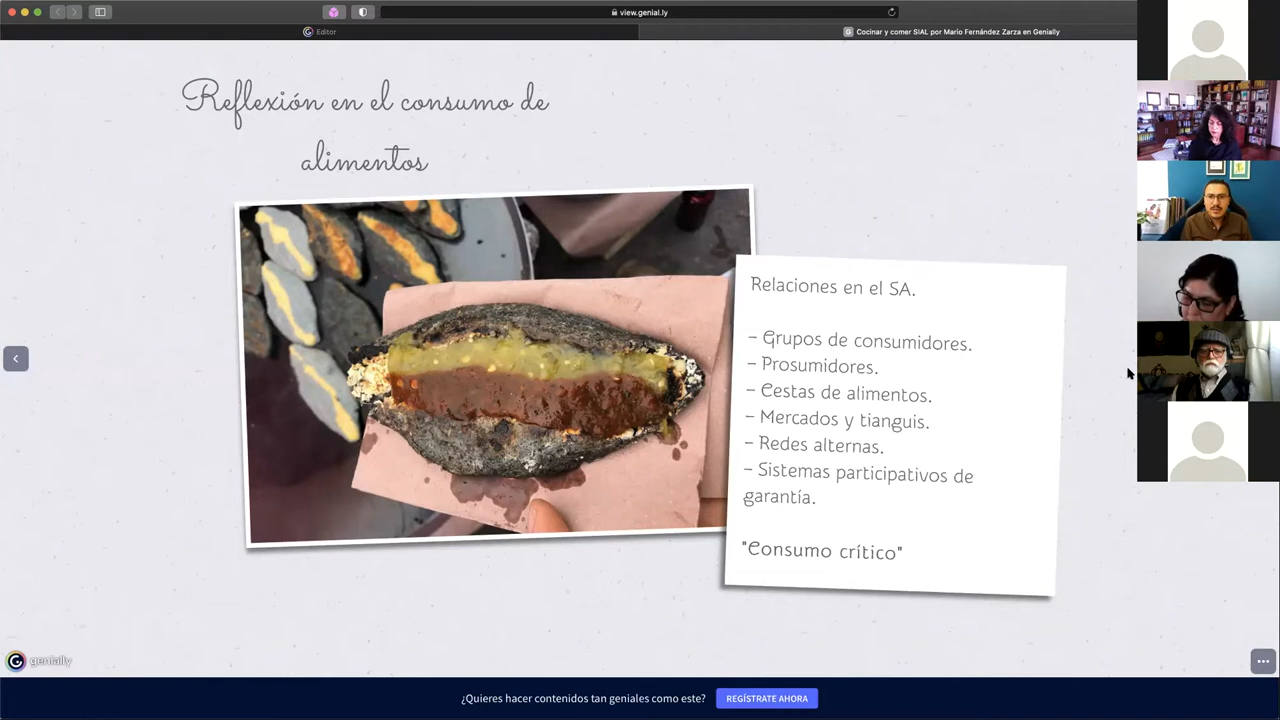 view.genial.ly
Editor
Cocinar y comer SIAL por Mario Fernández Zarza en Genially
Reflexión en el consumo de
alimentos
Relaciones en el SA.
- Grupos de consumidores.
- Prosumidores.
- Cestas de alimentos.
- Mercados y tianguis.
- Redes alternas.
- Sistemas participativos de
garantía.
"Consumo crítico"
genially
¿Quieres hacer contenidos tan geniales como este?
REGÍSTRATE AHORA